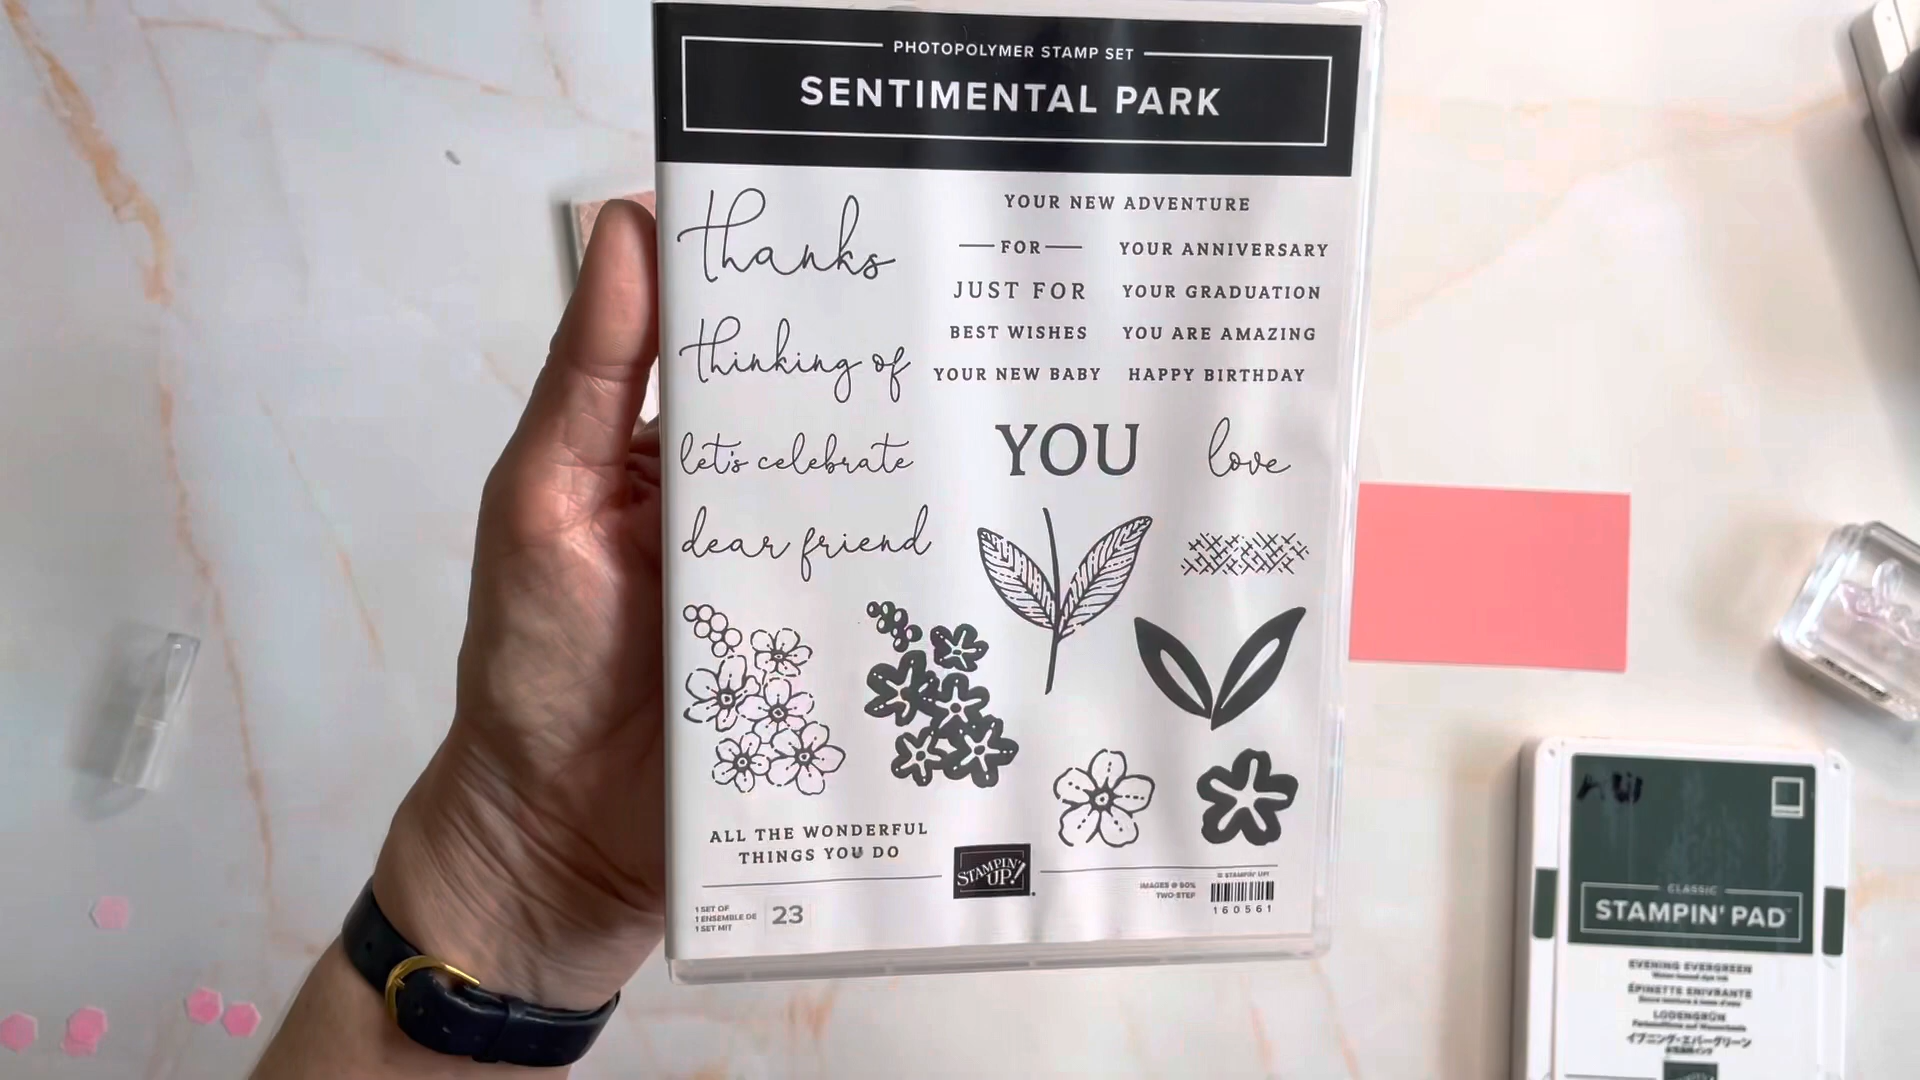 PHOTOPOLYMER STAMP SET
SENTIMENTAL PARK
thanks
YOUR NEW ADVENTURE
FOR
YOUR ANNIVERSARY
JUST FOR
YOUR GRADUATION
thinking of
BEST WISHES
YOU ARE AMAZING
YOUR NEW BABY
HAPPY BIRTHDAY
let's celebrate
YOU
love
dear friend
ALL THE WONDERFUL
THINGS YOU DO
STAMPIN'
UP!
IMAGES @ 90%
TWO-STEP
© STAMPIN' UP!
160561
1 SET OF
1 ENSEMBLE DE
1 SET MIT
23
CLASSIC
STAMPIN' PAD
EVENING EVERGREEN
ÉPINETTE ENIVRANTE
LODENGRÜN
イブニング・エバーグリーン